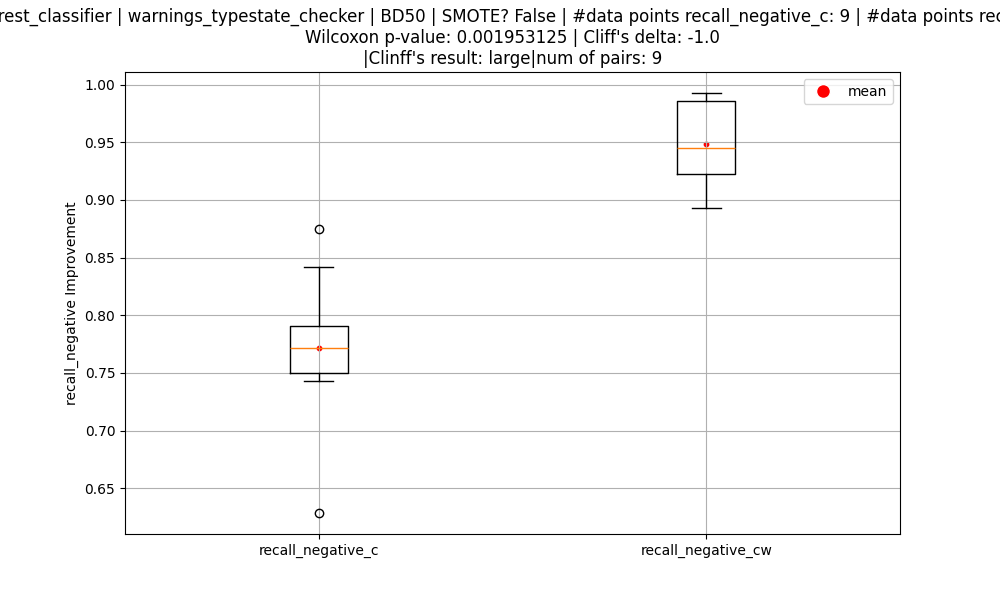 rest_classifier | warnings_typestate_checker | BD50 | SMOTE? False | #data points recall_negative_c: 9 | #data points rec
Wilcoxon p-value: 0.001953125 | Cliff's delta: -1.0
|Clinff's result: large|num of pairs: 9
mean
1.00
0.95
0.90
0.85
0.80
0.75
0.70
0.65
recall_negative Improvement
recall_negative_c
recall_negative_cw